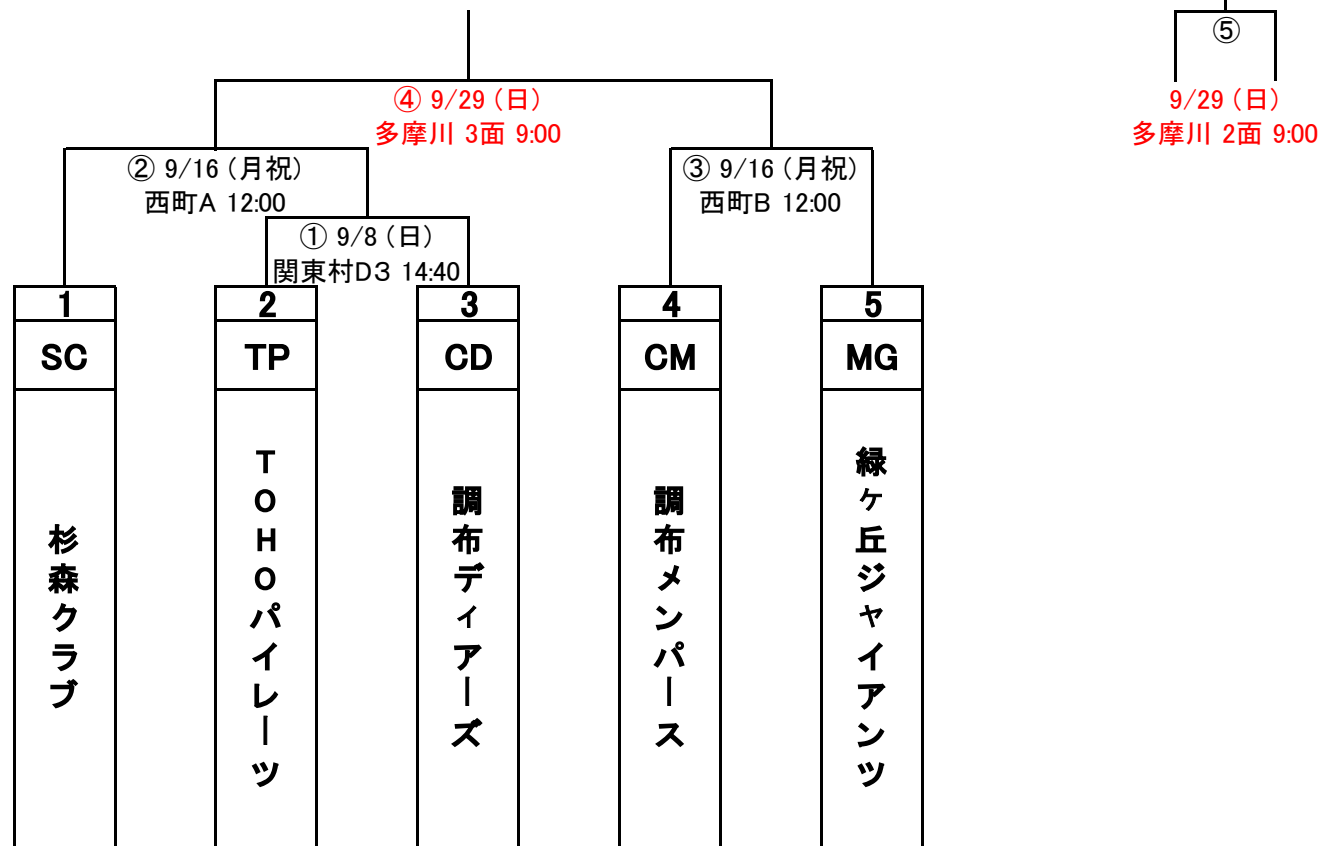 ⑤
④ 9/29（日）
多摩川 3面 9:00
9/29（日）
多摩川 2面 9:00
② 9/16（月祝）
西町A 12:00
③ 9/16（月祝）
西町B 12:00
① 9/8（日）
関東村D3 14:40
1
2
3
4
5
SC
TP
CD
CM
MG
杉森クラブ
TOHOパイレーツ
調布ディアーズ
調布メンパース
緑ヶ丘ジャイアンツ